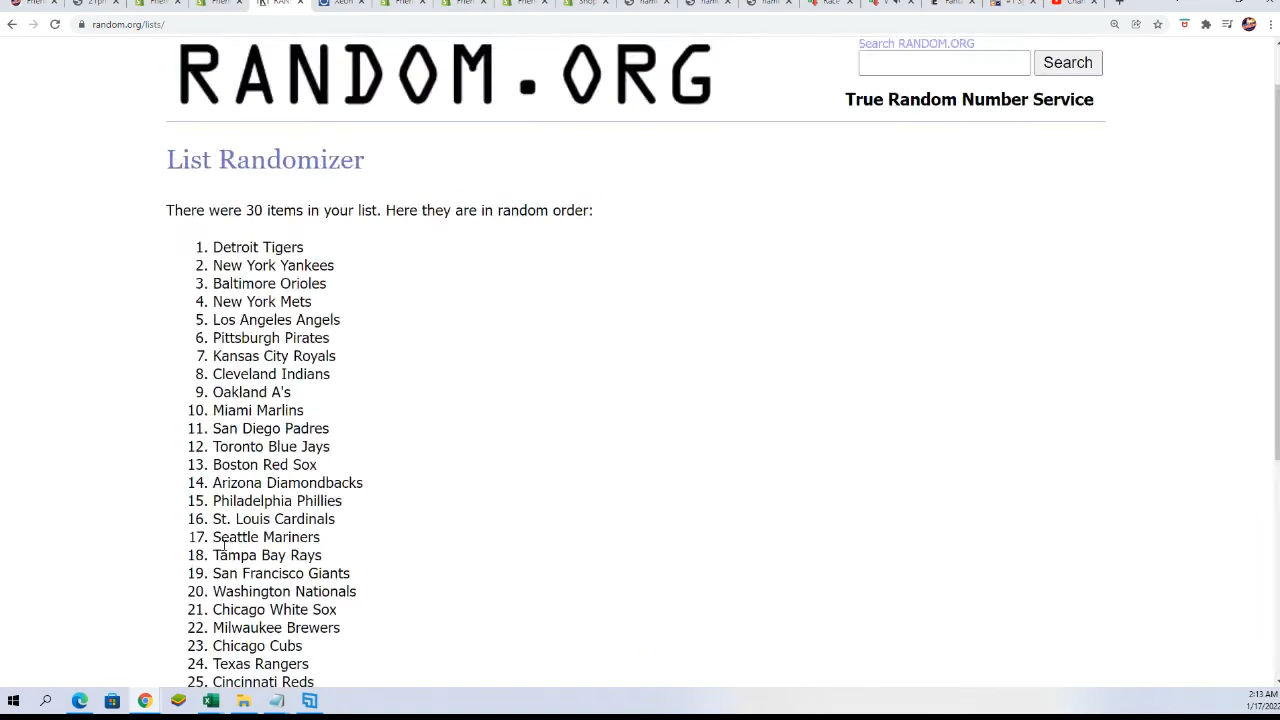 random.org/lists/
RANDOM.ORG
Search RANDOM.ORG
Search
True Random Number Service
List Randomizer
There were 30 items in your list. Here they are in random order:
1. Detroit Tigers
2. New York Yankees
3. Baltimore Orioles
4. New York Mets
5. Los Angeles Angels
6. Pittsburgh Pirates
7. Kansas City Royals
8. Cleveland Indians
9. Oakland A's
10. Miami Marlins
11. San Diego Padres
12. Toronto Blue Jays
13. Boston Red Sox
14. Arizona Diamondbacks
15. Philadelphia Phillies
16. St. Louis Cardinals
17. Seattle Mariners
18. Tampa Bay Rays
19. San Francisco Giants
20. Washington Nationals
21. Chicago White Sox
22. Milwaukee Brewers
23. Chicago Cubs
24. Texas Rangers
25. Cincinnati Reds
2:13 AM